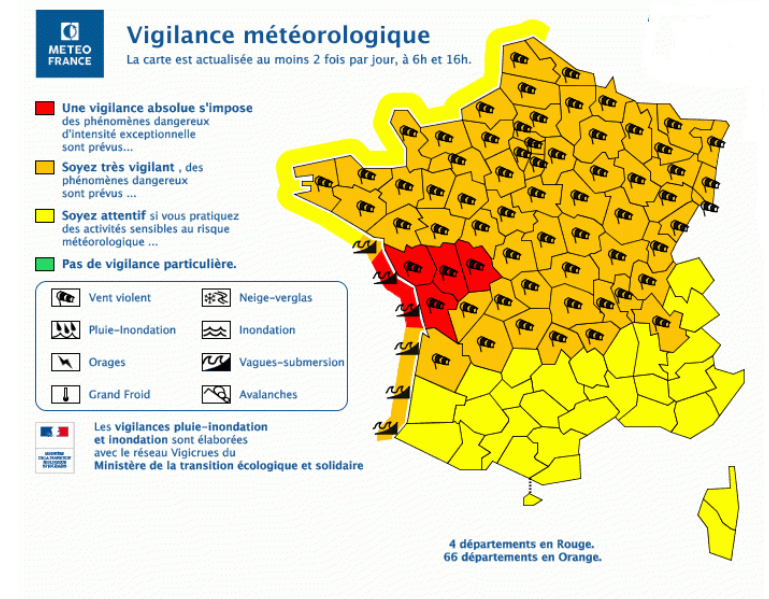 METEO
FRANCE
Vigilance météorologique
La carte est actualisée au moins 2 fois par jour, à 6h et 16h.
Une vigilance absolue s'impose
des phénomènes dangereux
d'intensité exceptionnelle
sont prévus...
Soyez très vigilant , des
phénomènes dangereux
sont prévus ...
Soyez attentif si vous pratiquez
des activités sensibles au risque
météorologique ...
Pas de vigilance particulière.
Vent violent
Neige-verglas
Pluie-Inondation
Inondation
Orages
Vagues-submersion
Grand Froid
Avalanches
Les vigilances pluie-inondation
et inondation sont élaborées
avec le réseau Vigicrues du
Ministère de la transition écologique et solidaire
4 départements en Rouge.
66 départements en Orange.